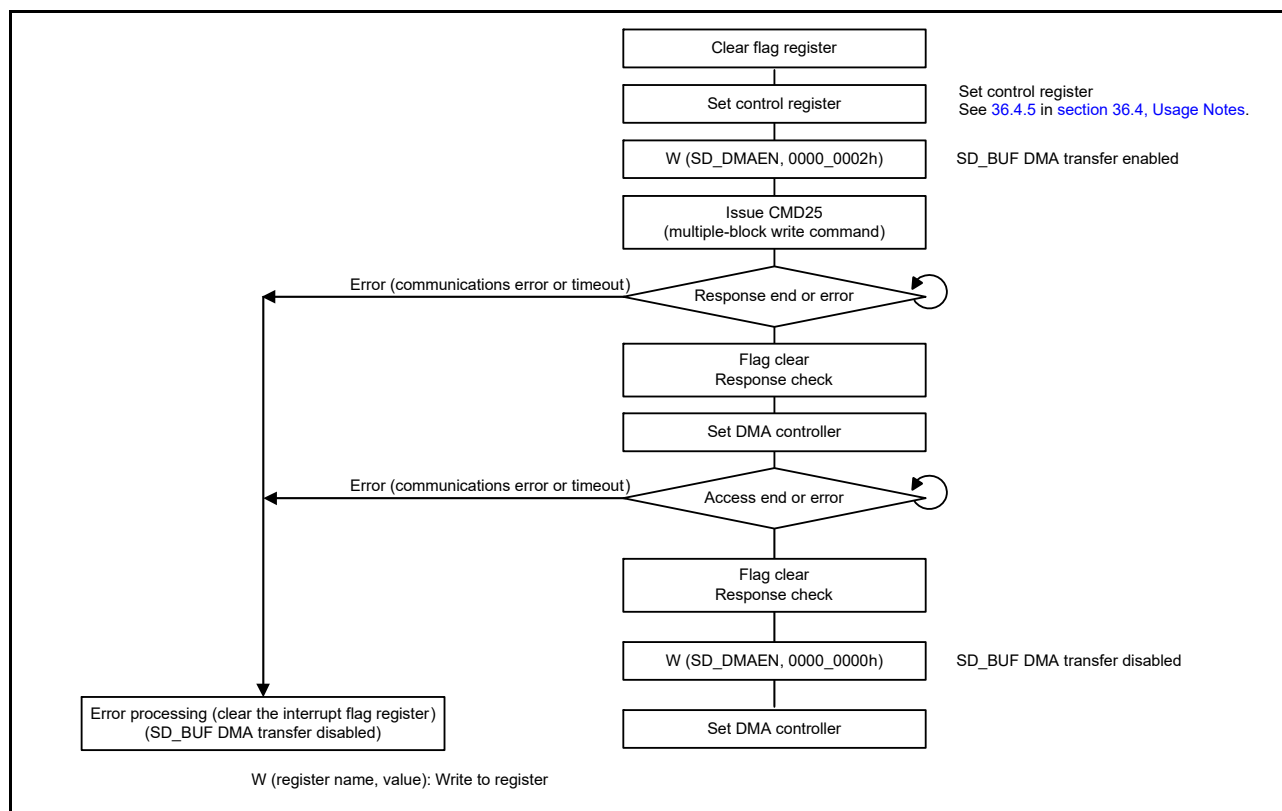 Clear flag register
Set control register
Set control register
See 36.4.5 in section 36.4, Usage Notes.
W (SD_DMAEN, 0000_0002h)
SD_BUF DMA transfer enabled
Issue CMD25
(multiple-block write command)
Error (communications error or timeout)
Response end or error
Flag clear
Response check
Set DMA controller
Error (communications error or timeout)
Access end or error
Flag clear
Response check
W (SD_DMAEN, 0000_0000h)
SD_BUF DMA transfer disabled
Error processing (clear the interrupt flag register)
(SD_BUF DMA transfer disabled)
Set DMA controller
W (register name, value): Write to register